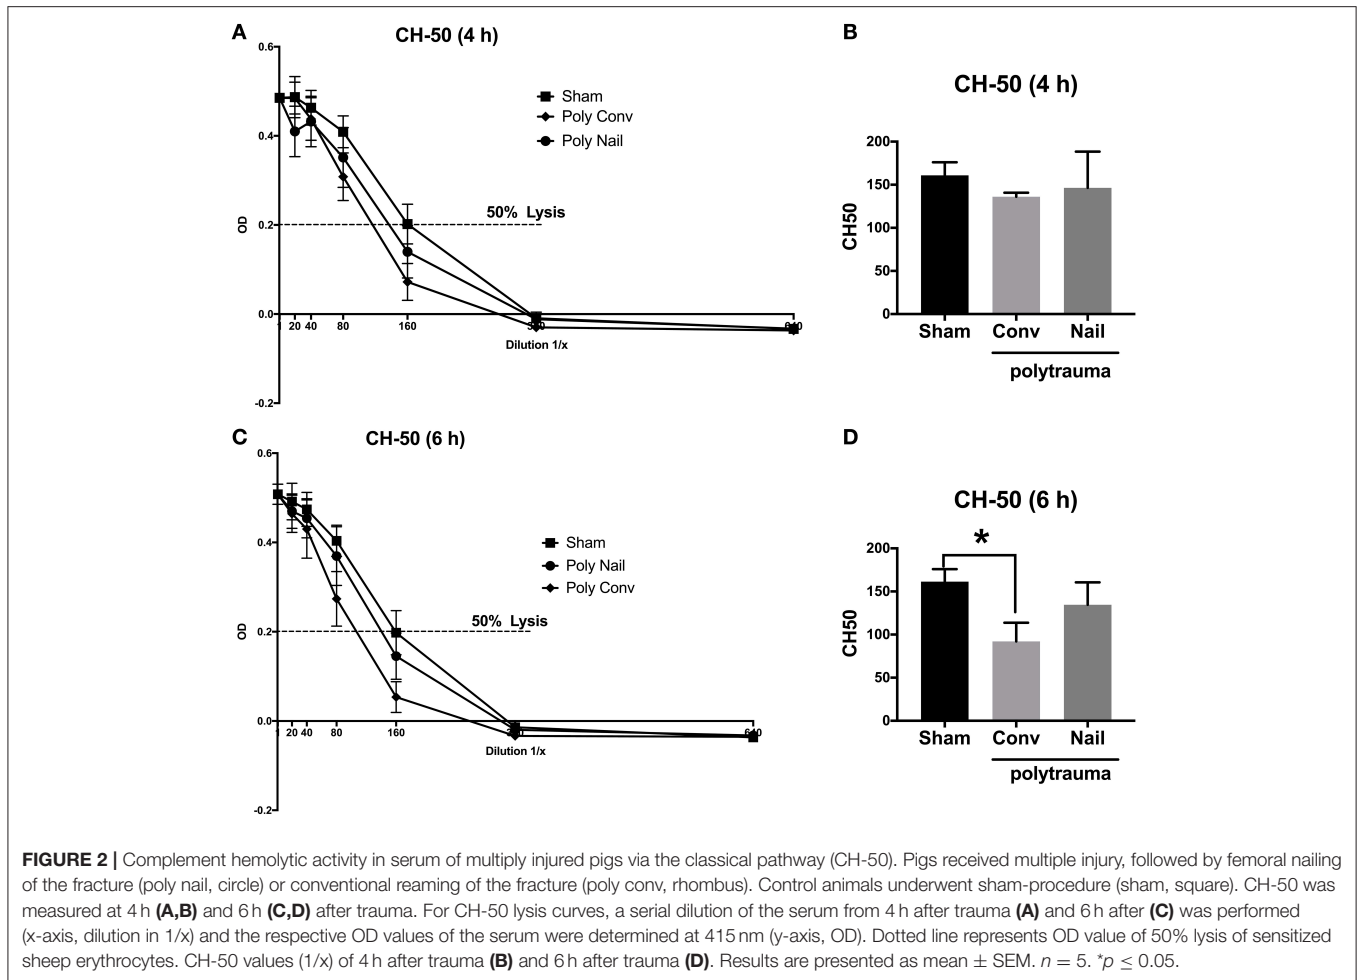 A
CH-50 (4 h)
0.6
0.4
0.2
0.0
-0.2
OD
Sham
Poly Conv
Poly Nail
50% Lysis
20 40 80 160
Dilution 1/x
B
CH-50 (4 h)
200
150
100
50
0
CH50
Sham Conv Nail
polytrauma
C
CH-50 (6 h)
0.6
0.4
0.2
0.0
-0.2
OD
Sham
Poly Nail
Poly Conv
50% Lysis
20 40 80 160
Dilution 1/x
D
CH-50 (6 h)
*
200
150
100
50
0
CH50
Sham Conv Nail
polytrauma
FIGURE 2 | Complement hemolytic activity in serum of multiply injured pigs via the classical pathway (CH-50). Pigs received multiple injury, followed by femoral nailing
of the fracture (poly nail, circle) or conventional reaming of the fracture (poly conv, rhombus). Control animals underwent sham-procedure (sham, square). CH-50 was
measured at 4 h (A,B) and 6 h (C,D) after trauma. For CH-50 lysis curves, a serial dilution of the serum from 4 h after trauma (A) and 6 h after (C) was performed
(x-axis, dilution in 1/x) and the respective OD values of the serum were determined at 415 nm (y-axis, OD). Dotted line represents OD value of 50% lysis of sensitized
sheep erythrocytes. CH-50 values (1/x) of 4 h after trauma (B) and 6 h after trauma (D). Results are presented as mean ± SEM. n = 5. *p ≤ 0.05.